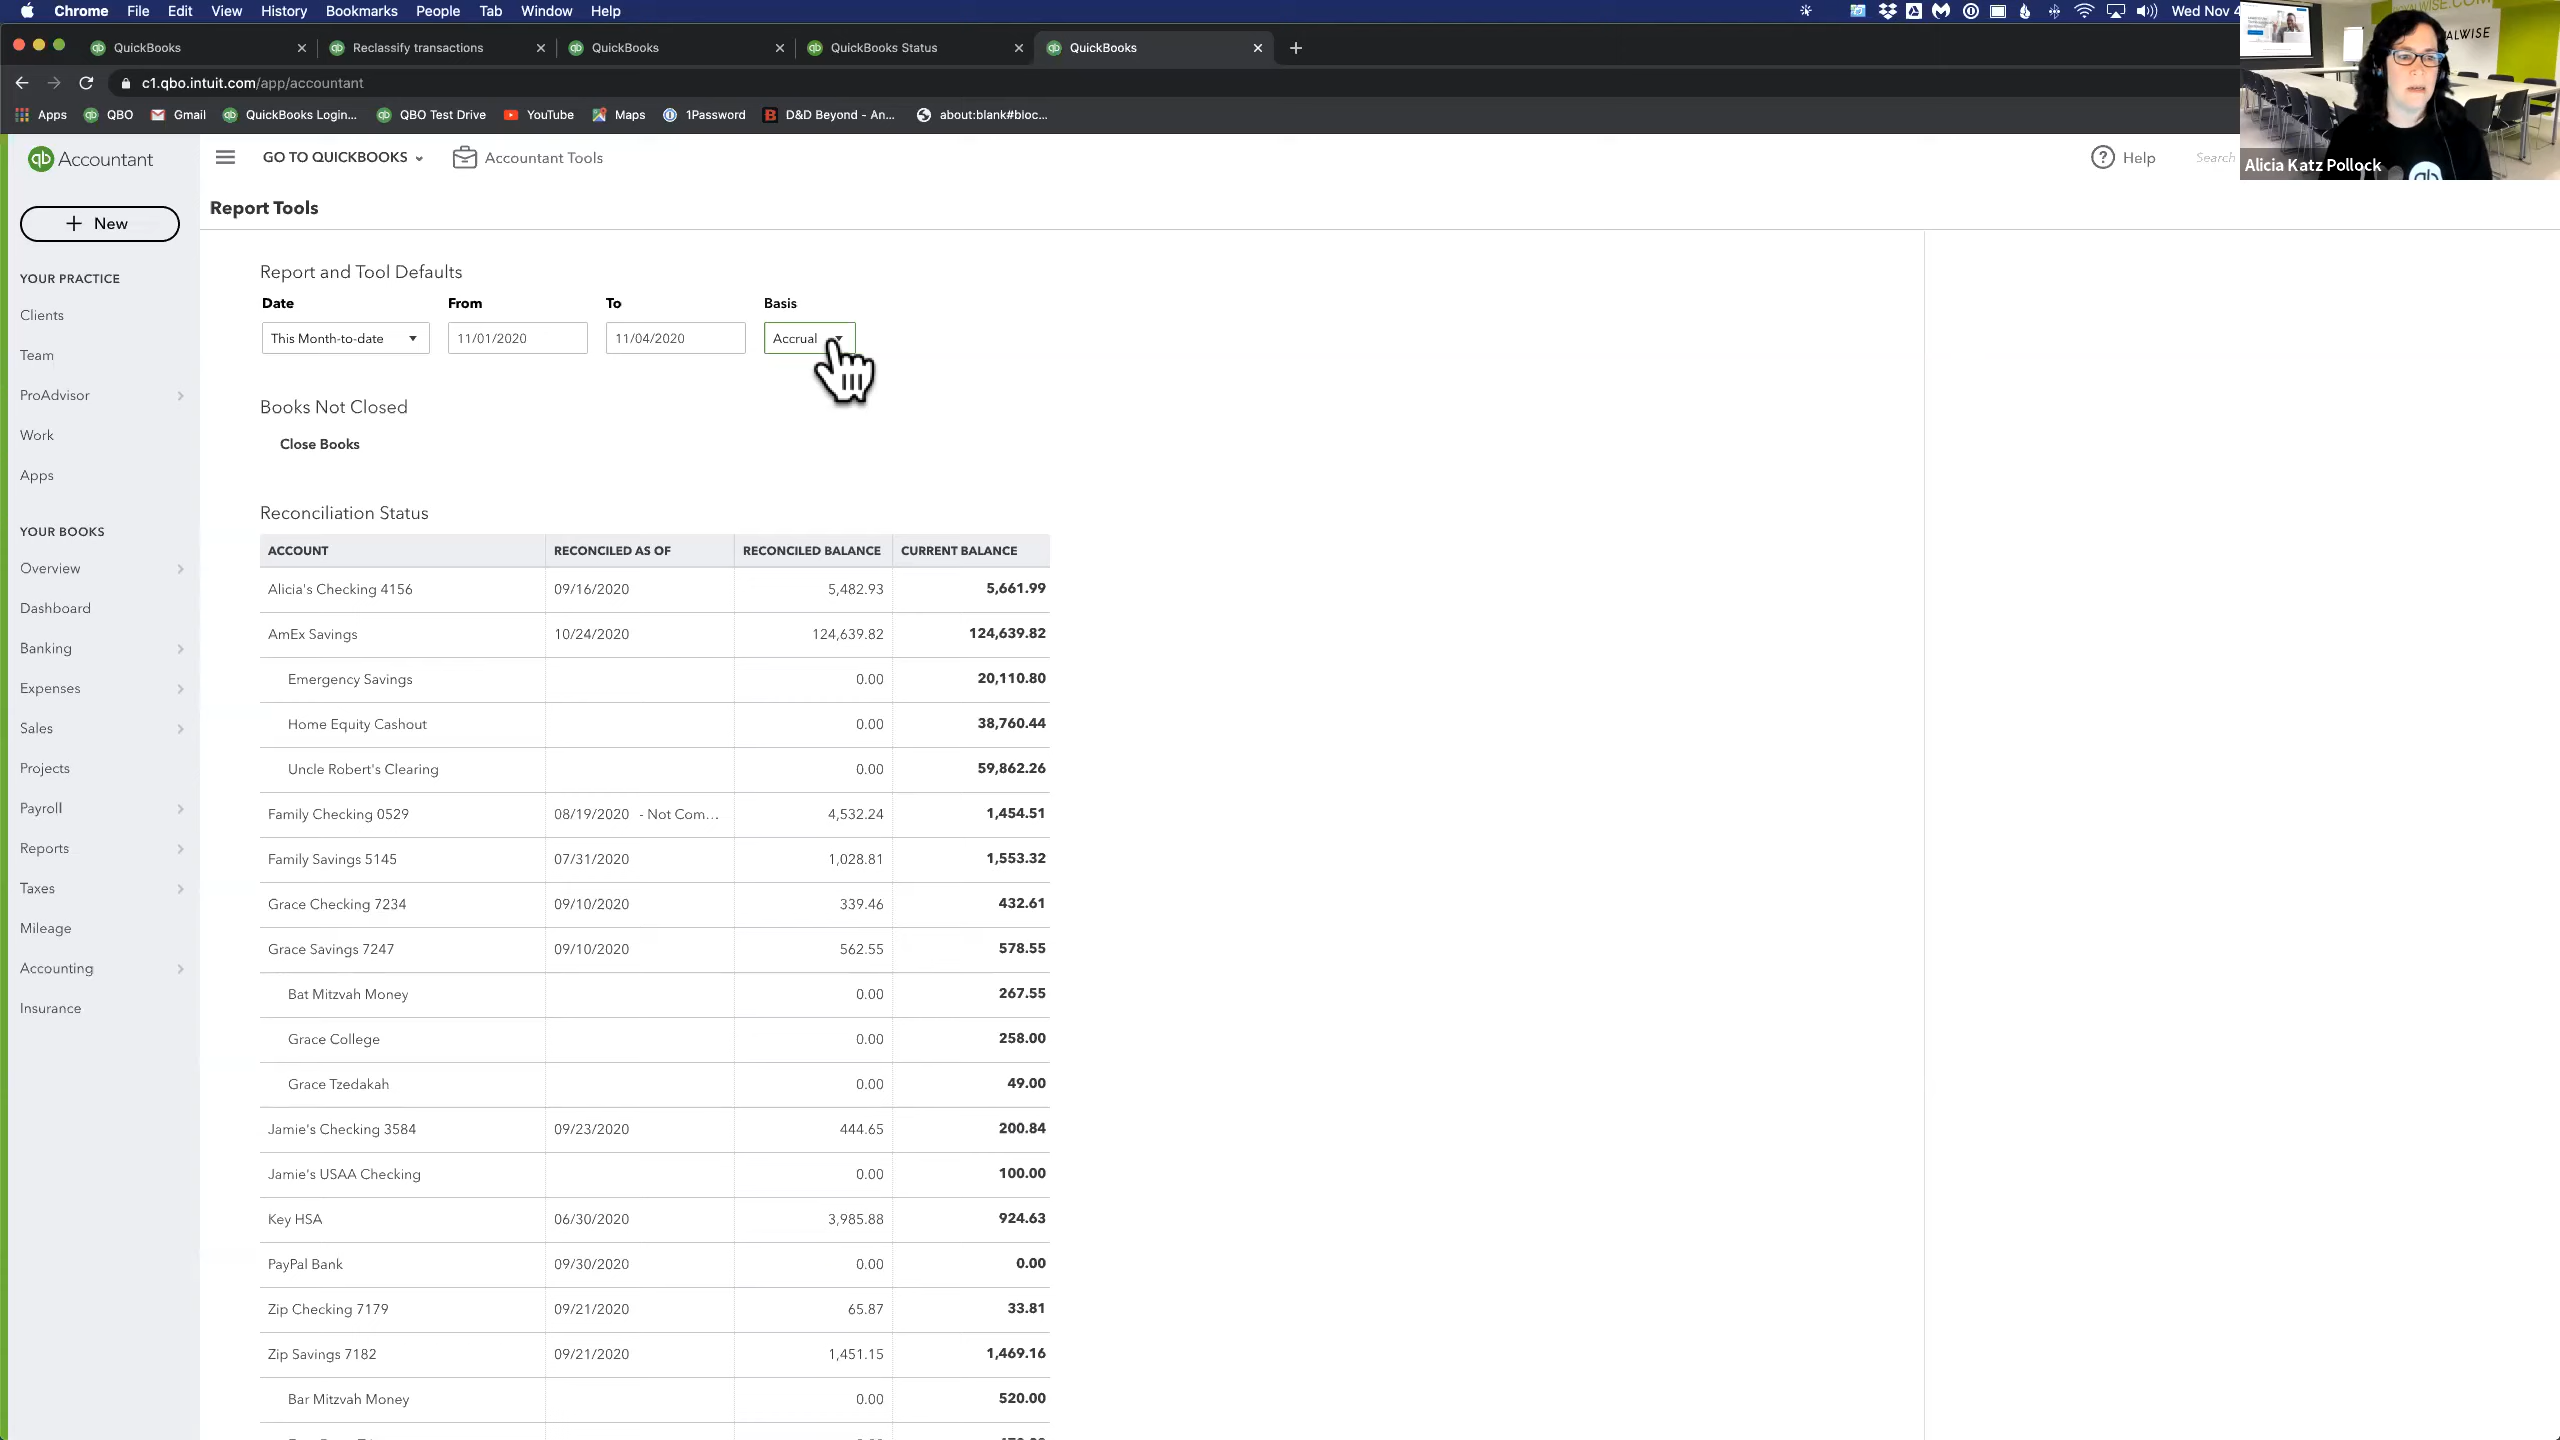 Chrome File Edit View History Bookmarks People Tab Window Help Wed Nov 4
QuickBooks Reclassify transactions QuickBooks QuickBooks Status QuickBooks
c1.qbo.intuit.com/app/accountant
Apps QBO Gmail QuickBooks Login... QBO Test Drive YouTube Maps 1Password D&D Beyond - An... about:blank#bloc...
Alicia Katz Pollock
qb Accountant
GO TO QUICKBOOKS Accountant Tools Help Search
+ New
YOUR PRACTICE
Clients
Team
ProAdvisor
Work
Apps
YOUR BOOKS
Overview
Dashboard
Banking
Expenses
Sales
Projects
Payroll
Reports
Taxes
Mileage
Accounting
Insurance
Report Tools
Report and Tool Defaults
Date From To Basis
This Month-to-date 11/01/2020 11/04/2020 Accrual
Books Not Closed
Close Books
Reconciliation Status
ACCOUNT RECONCILED AS OF RECONCILED BALANCE CURRENT BALANCE
Alicia's Checking 4156 09/16/2020 5,482.93 5,661.99
AmEx Savings 10/24/2020 124,639.82 124,639.82
Emergency Savings 0.00 20,110.80
Home Equity Cashout 0.00 38,760.44
Uncle Robert's Clearing 0.00 59,862.26
Family Checking 0529 08/19/2020 - Not Com... 4,532.24 1,454.51
Family Savings 5145 07/31/2020 1,028.81 1,553.32
Grace Checking 7234 09/10/2020 339.46 432.61
Grace Savings 7247 09/10/2020 562.55 578.55
Bat Mitzvah Money 0.00 267.55
Grace College 0.00 258.00
Grace Tzedakah 0.00 49.00
Jamie's Checking 3584 09/23/2020 444.65 200.84
Jamie's USAA Checking 0.00 100.00
Key HSA 06/30/2020 3,985.88 924.63
PayPal Bank 09/30/2020 0.00 0.00
Zip Checking 7179 09/21/2020 65.87 33.81
Zip Savings 7182 09/21/2020 1,451.15 1,469.16
Bar Mitzvah Money 0.00 520.00